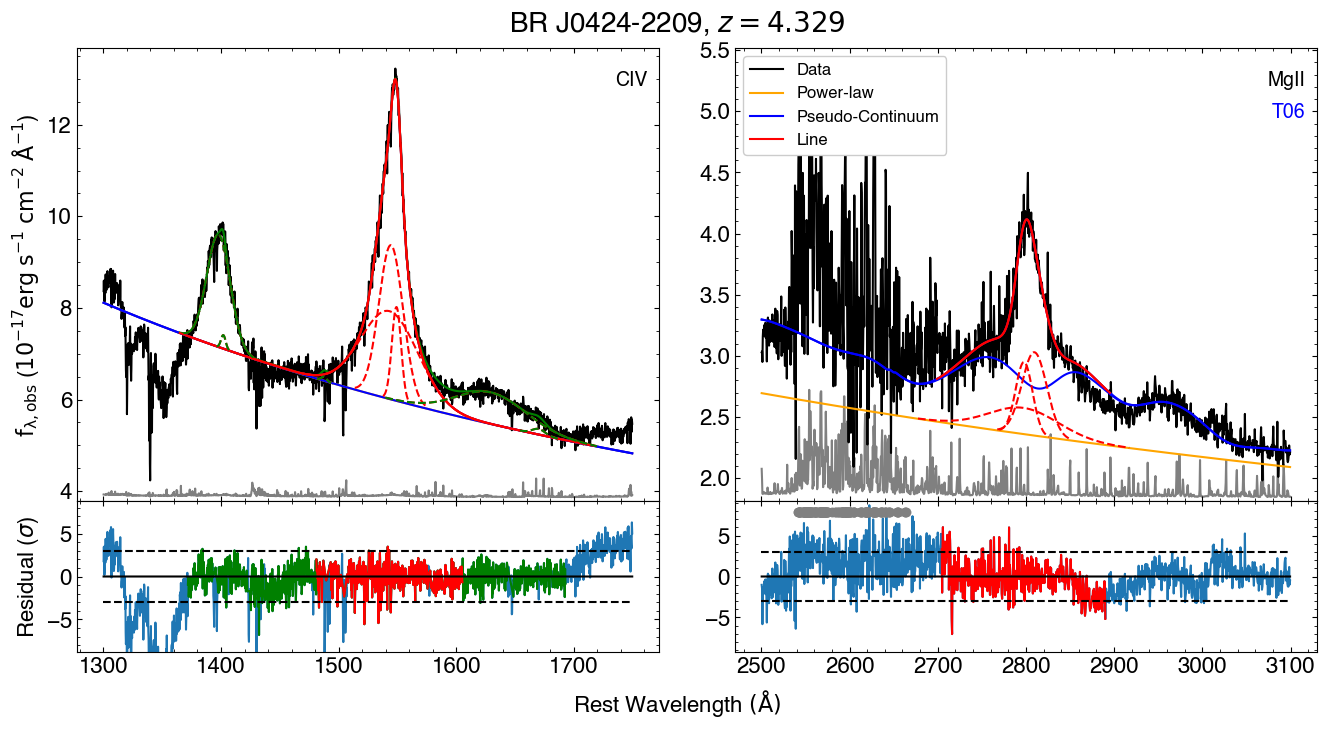 BR J0424-2209, z = 4.329
CIV
MgII
T06
Data
Power-law
Pseudo-Continuum
Line
f_{λ,obs} (10^{−17} erg s^{−1} cm^{−2} Å^{−1})
12
10
8
6
4
5.5
5.0
4.5
4.0
3.5
3.0
2.5
2.0
Residual (σ)
5
0
−5
5
0
−5
1300 1400 1500 1600 1700
2500 2600 2700 2800 2900 3000 3100
Rest Wavelength (Å)